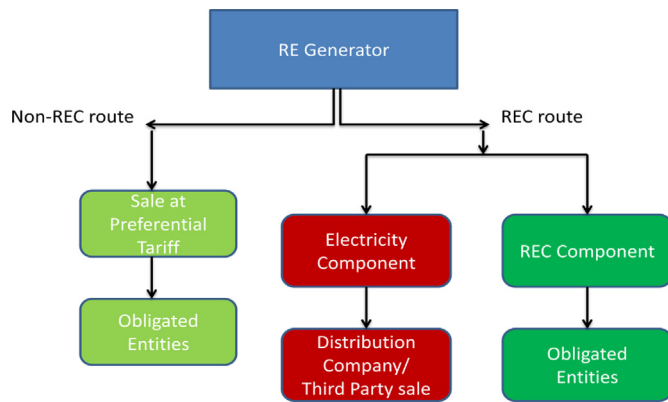 RE Generator
Non-REC route
REC route
Sale at
Preferential
Tariff
Electricity
Component
REC Component
Obligated
Entities
Distribution
Company/
Third Party sale
Obligated
Entities